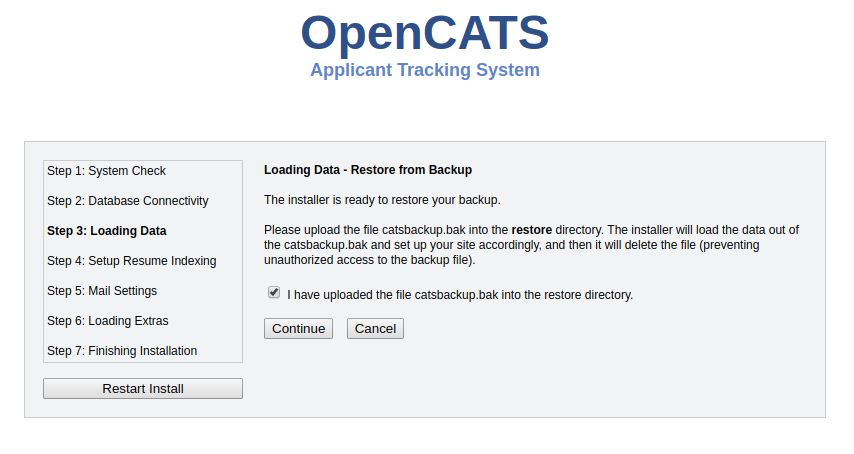 OpenCATS
Applicant Tracking System
Step 1: System Check
Step 2: Database Connectivity
Step 3: Loading Data
Step 4: Setup Resume Indexing
Step 5: Mail Settings
Step 6: Loading Extras
Step 7: Finishing Installation
Restart Install
Loading Data - Restore from Backup
The installer is ready to restore your backup.
Please upload the file catsbackup.bak into the restore directory. The installer will load the data out of
the catsbackup.bak and set up your site accordingly, and then it will delete the file (preventing
unauthorized access to the backup file).
I have uploaded the file catsbackup.bak into the restore directory.
Continue Cancel